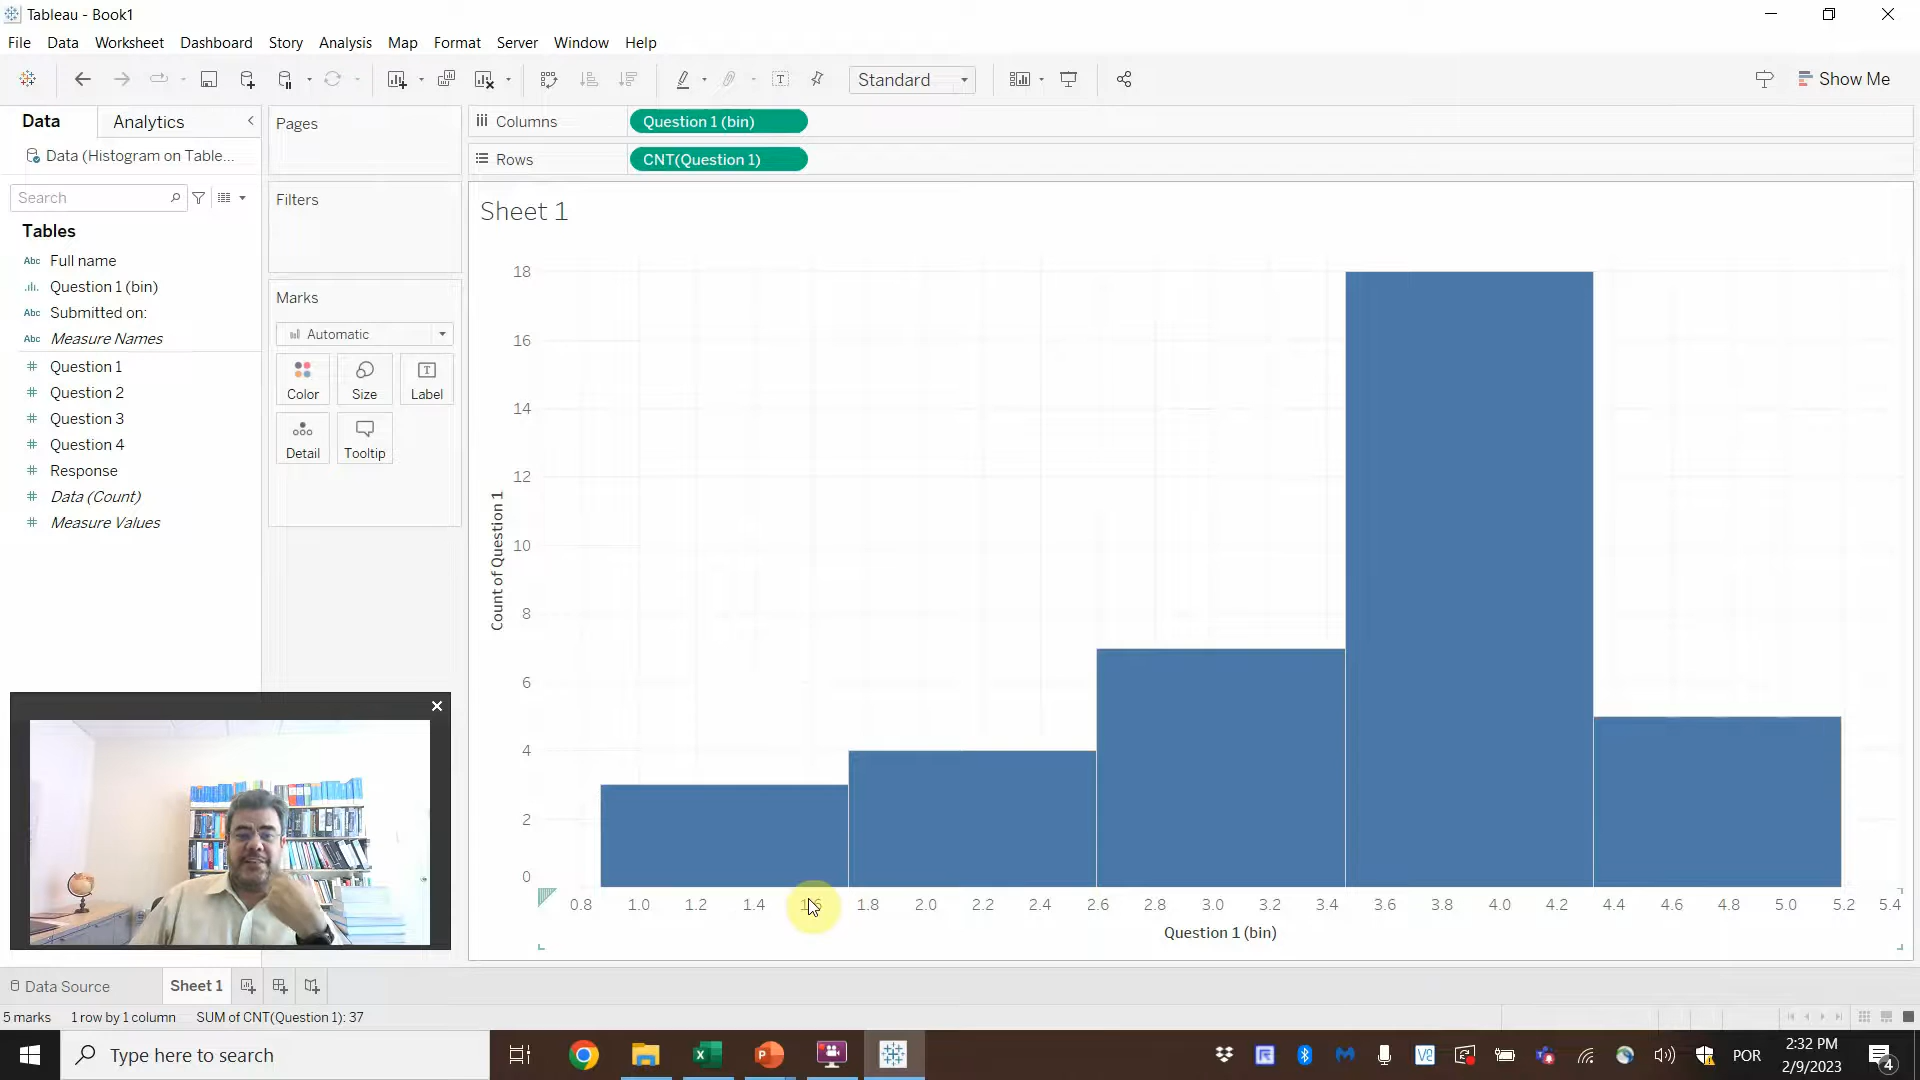 Tableau - Book1
File Data Worksheet Dashboard Story Analysis Map Format Server Window Help
Standard
Show Me
Data Analytics
Data (Histogram on Table...
Search
Tables
Abc Full name
Question 1 (bin)
Abc Submitted on:
Abc Measure Names
# Question 1
# Question 2
# Question 3
# Question 4
# Response
# Data (Count)
# Measure Values
Pages
Filters
Marks
Automatic
Color Size Label
Detail Tooltip
Columns Question 1 (bin)
Rows CNT(Question 1)
Sheet 1
18
16
14
12
10
8
6
4
2
0
Count of Question 1
0.8 1.0 1.2 1.4 1.8 2.0 2.2 2.4 2.6 2.8 3.0 3.2 3.4 3.6 3.8 4.0 4.2 4.4 4.6 4.8 5.0 5.2 5.4
Question 1 (bin)
Data Source Sheet 1
5 marks 1 row by 1 column SUM of CNT(Question 1): 37
Type here to search
POR
2:32 PM
2/9/2023
4